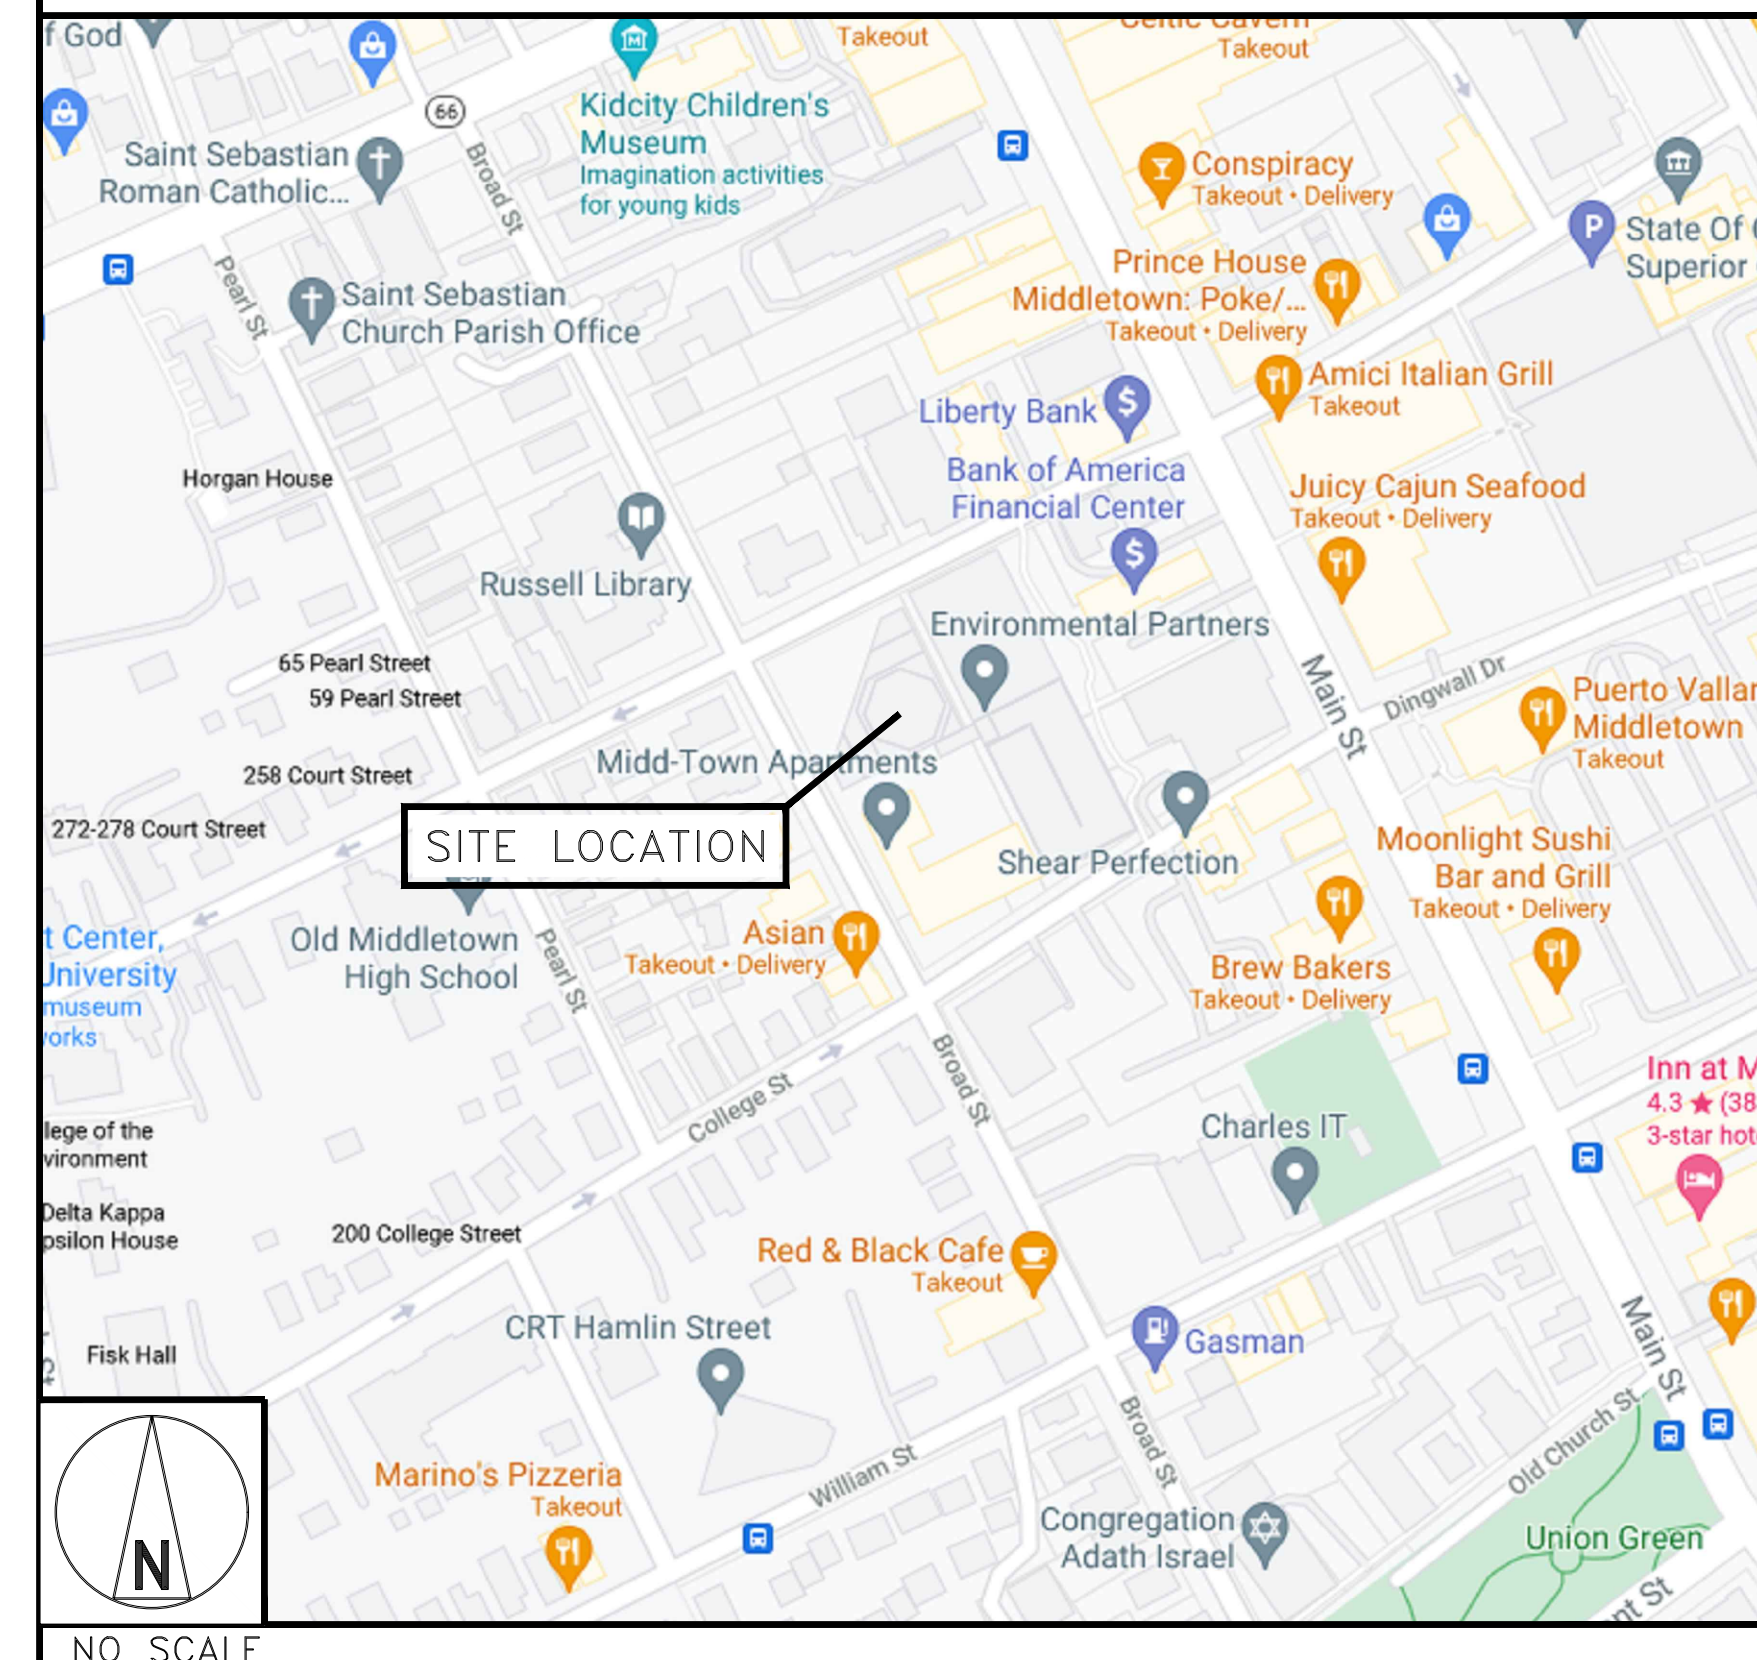 f God
Takeout
Celtic Cavern
Takeout
66
Kidcity Children's
Museum
Imagination activities
for young kids
Saint Sebastian
Roman Catholic...
Broad St
Conspiracy
Takeout • Delivery
P
State Of
Superior
Pearl St
Saint Sebastian
Church Parish Office
Prince House
Middletown: Poke/...
Takeout • Delivery
Amici Italian Grill
Takeout
Liberty Bank
Bank of America
Financial Center
Horgan House
Juicy Cajun Seafood
Takeout • Delivery
Russell Library
Environmental Partners
65 Pearl Street
59 Pearl Street
Main St
Dingwall Dr
Puerto Vallar
Middletown
Takeout
258 Court Street
Midd-Town Apartments
272-278 Court Street
SITE LOCATION
Shear Perfection
Moonlight Sushi
Bar and Grill
Takeout • Delivery
t Center,
University
museum
works
Old Middletown
High School
Pearl St
Asian
Takeout • Delivery
Brew Bakers
Takeout • Delivery
College St
Broad St
Inn at M
4.3 ★ (38
3-star hot
Charles IT
lege of the
vironment
Delta Kappa
psilon House
200 College Street
Red & Black Cafe
Takeout
CRT Hamlin Street
Gasman
Fisk Hall
Main St
Broad St
Old Church St
Marino's Pizzeria
Takeout
William St
Congregation
Adath Israel
Union Green
nt St
N
NO SCALE